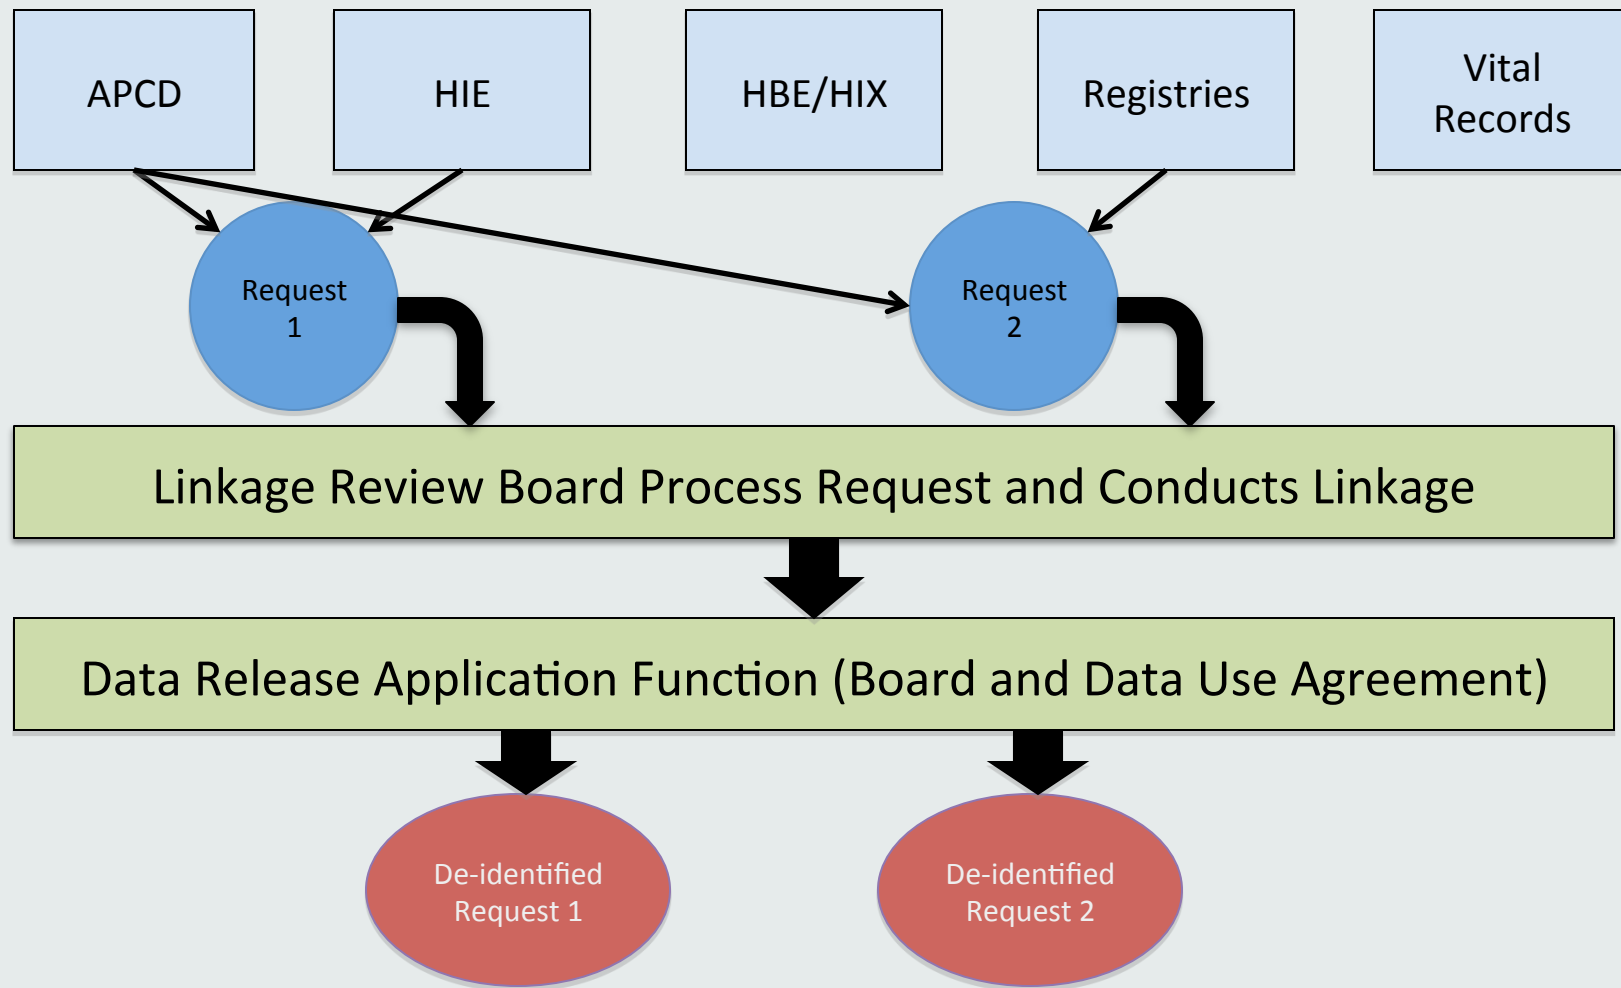 APCD
HIE
HBE/HIX
Registries
Vital
Records
Request
1
Request
2
Linkage Review Board Process Request and Conducts Linkage
Data Release Application Function (Board and Data Use Agreement)
De-identified
Request 1
De-identified
Request 2